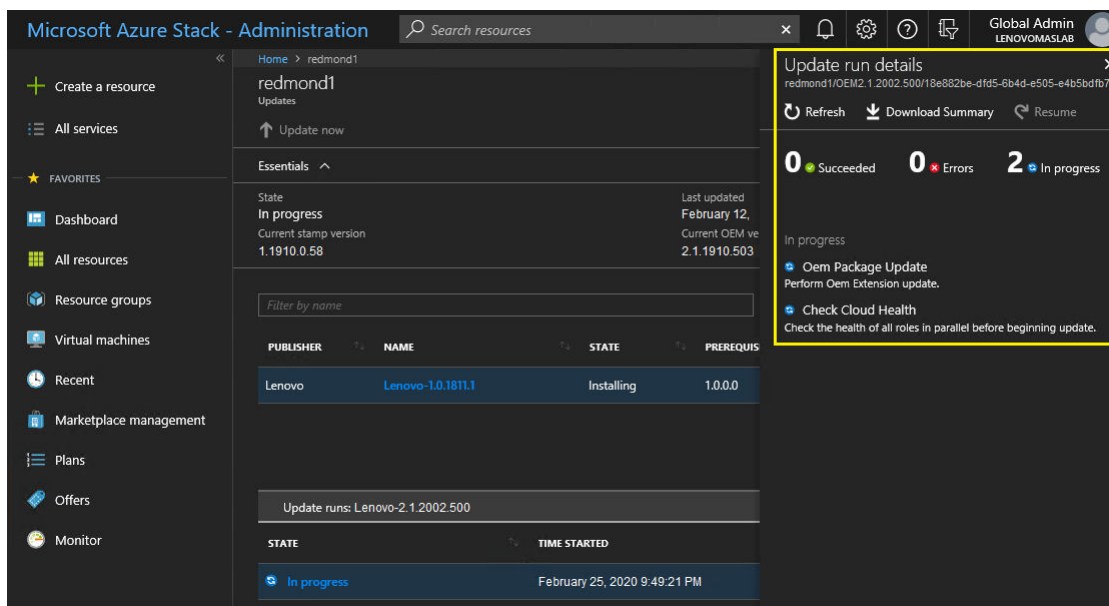 Microsoft Azure Stack - Administration
Search resources
Global Admin
LENOVOMASLAB
Create a resource
All services
FAVORITES
Dashboard
All resources
Resource groups
Virtual machines
Recent
Marketplace management
Plans
Offers
Monitor
Home > redmond1
redmond1
Updates
Update now
Essentials
State
In progress
Current stamp version
1.1910.0.58
Last updated
February 12,
Current OEM ve
2.1.1910.503
Filter by name
PUBLISHER NAME STATE PREREQUIS
Lenovo Lenovo-1.0.1811.1 Installing 1.0.0.0
Update runs: Lenovo-2.1.2002.500
STATE TIME STARTED
In progress February 25, 2020 9:49:21 PM
Update run details
redmond1/OEM2.1.2002.500/18e882be-dfd5-6b4d-e505-e4b5bdfb7
Refresh Download Summary Resume
0 Succeeded 0 Errors 2 In progress
In progress
Oem Package Update
Perform Oem Extension update.
Check Cloud Health
Check the health of all roles in parallel before beginning update.